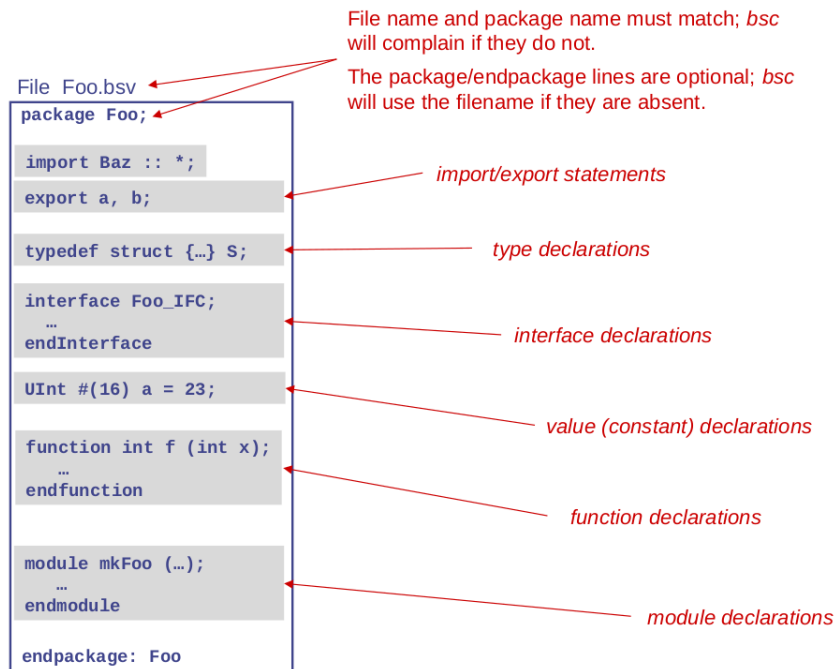 File name and package name must match; bsc
will complain if they do not.
The package/endpackage lines are optional; bsc
will use the filename if they are absent.
File Foo.bsv
package Foo;
import Baz :: *;
export a, b;
import/export statements
typedef struct {…} S;
type declarations
interface Foo_IFC;
…
endInterface
interface declarations
UInt #(16) a = 23;
value (constant) declarations
function int f (int x);
…
endfunction
function declarations
module mkFoo (…);
…
endmodule
module declarations
endpackage: Foo